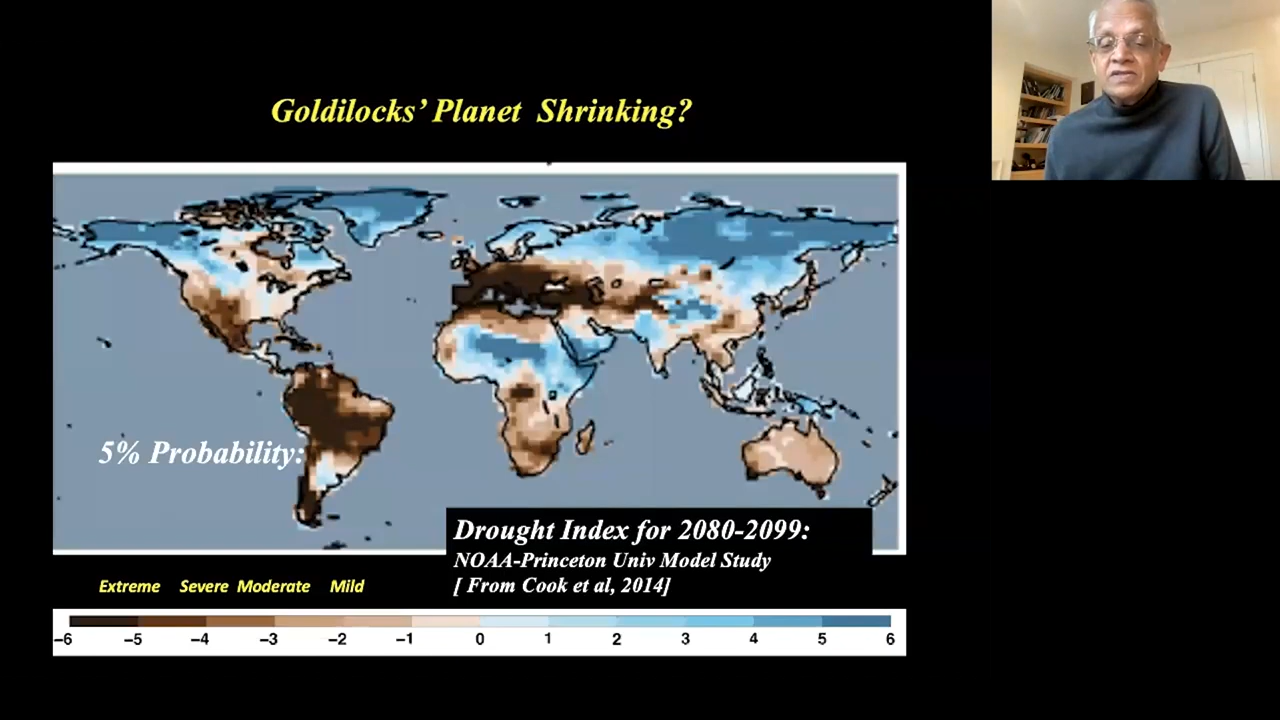 Goldilocks’ Planet Shrinking?
5% Probability:
Drought Index for 2080-2099:
NOAA-Princeton Univ Model Study
[ From Cook et al, 2014]
Extreme Severe Moderate Mild
−6 −5 −4 −3 −2 −1 0 1 2 3 4 5 6